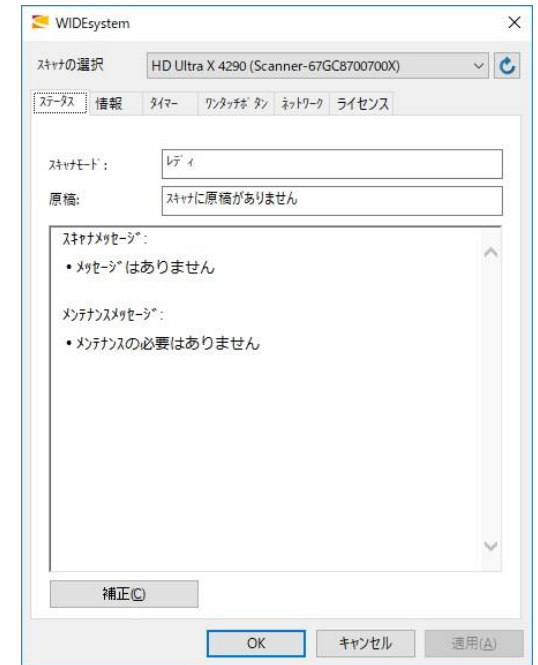 WIDEsystem
ｽｷｬﾅの選択 HD Ultra X 4290 (Scanner-67GC8700700X)
ｽﾃｰﾀｽ 情報 ﾀｲﾏｰ ﾜﾝﾀｯﾁﾎﾞﾀﾝ ﾈｯﾄﾜｰｸ ライセンス
ｽｷｬﾅﾓｰﾄﾞ: ﾚﾃﾞｨ
原稿: ｽｷｬﾅに原稿がありません
ｽｷｬﾅﾒｯｾｰｼﾞ:
• ﾒｯｾｰｼﾞはありません
ﾒﾝﾃﾅﾝｽﾒｯｾｰｼﾞ:
• ﾒﾝﾃﾅﾝｽの必要はありません
補正(C)
OK キャンセル 適用(A)